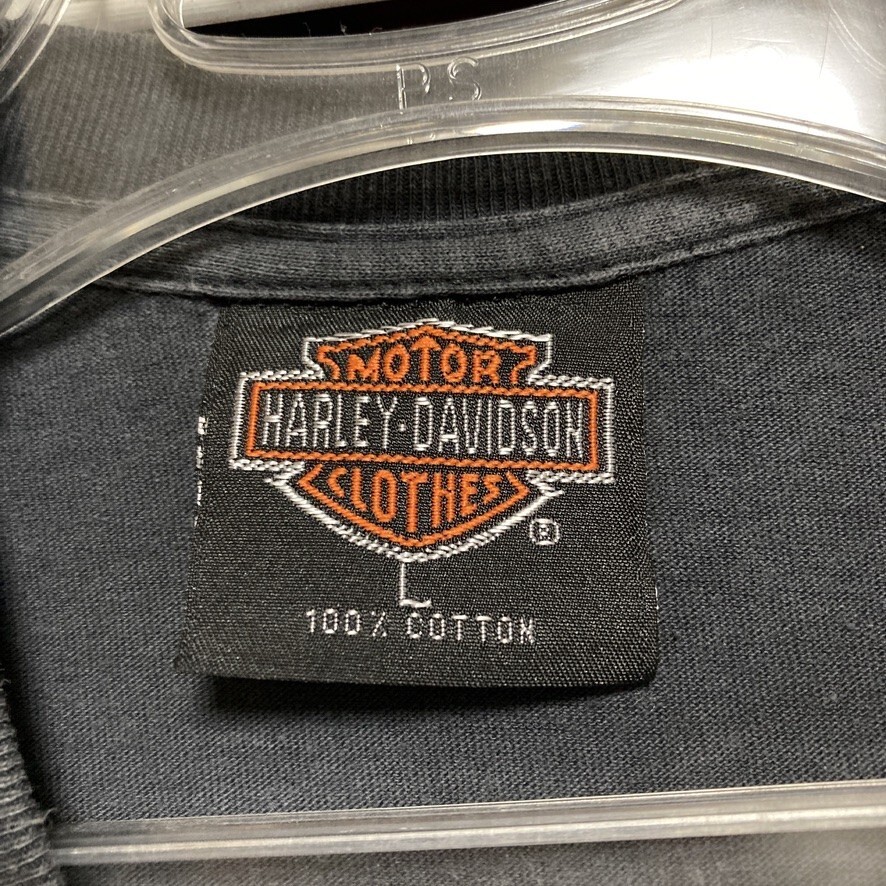 PS
MOTOR
HARLEY-DAVIDSON
CLOTHES
®
L
100% COTTON